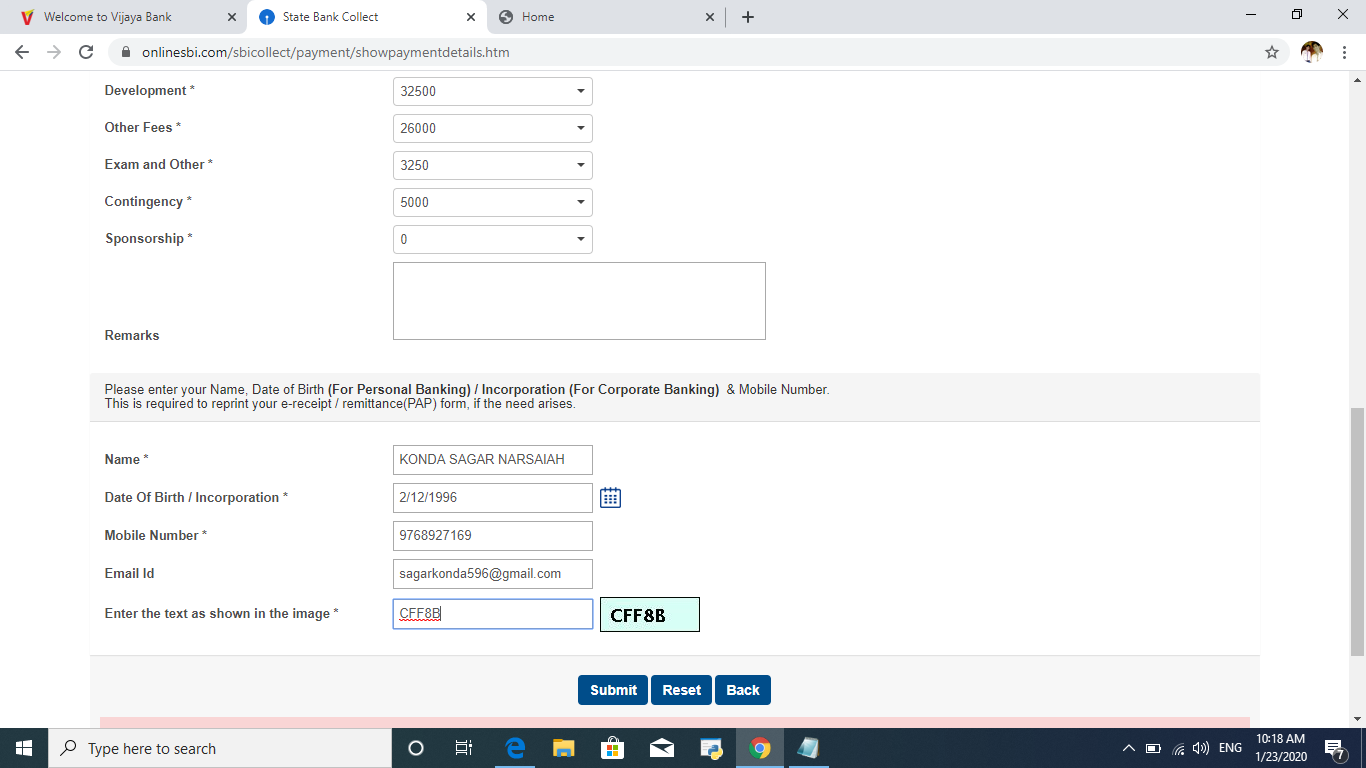 Welcome to Vijaya Bank
State Bank Collect
Home
onlinesbi.com/sbicollect/payment/showpaymentdetails.htm
Development * 32500
Other Fees * 26000
Exam and Other * 3250
Contingency * 5000
Sponsorship * 0
Remarks
Please enter your Name, Date of Birth (For Personal Banking) / Incorporation (For Corporate Banking) & Mobile Number.
This is required to reprint your e-receipt / remittance(PAP) form, if the need arises.
Name * KONDA SAGAR NARSAIAH
Date Of Birth / Incorporation * 2/12/1996
Mobile Number * 9768927169
Email Id sagarkonda596@gmail.com
Enter the text as shown in the image * CFF8B CFF8B
Submit Reset Back
Type here to search
ENG
10:18 AM
1/23/2020
7